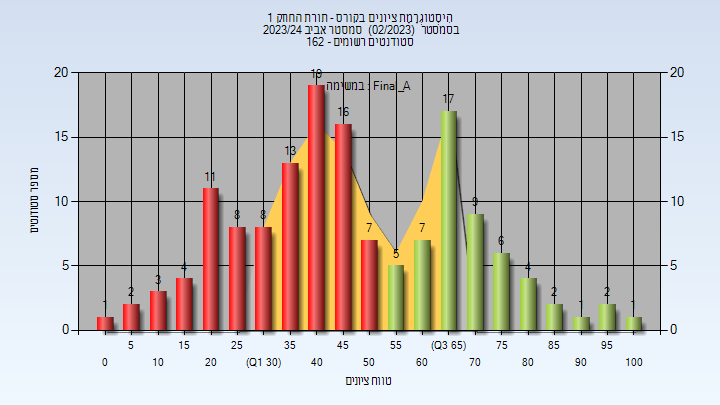 הִיסְטוֹגְרָמַת ציונים בקורס - תורת החוזק 1
בסמסטר (02/2023) סמסטר אביב 2023/24
סטודנטים רשומים - 162
במשימה : Final_A
20
15
10
5
0
מספר סטודנטים
20
15
10
5
0
1 2 3 4 11 8 8 13 19 16 7 5 7 17 9 6 4 2 1 2 1
5 15 25 35 45 55 (Q3 65) 75 85 95
0 10 20 (Q1 30) 40 50 60 70 80 90 100
טווח ציונים